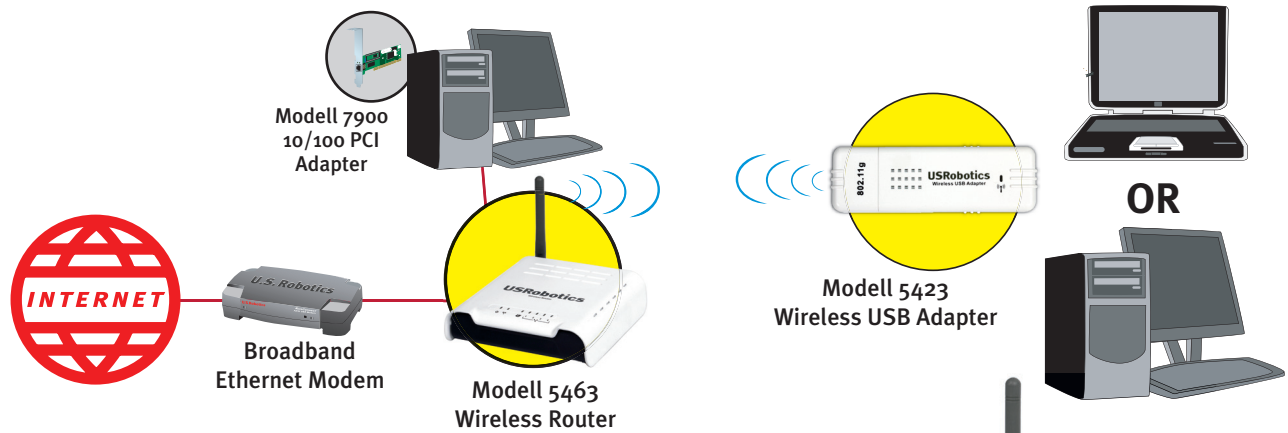 Modell 7900
10/100 PCI
Adapter
INTERNET
U.S. Robotics
Broadband
Ethernet Modem
USRobotics
Modell 5463
Wireless Router
802.11g
USRobotics
Wireless USB Adapter
Modell 5423
Wireless USB Adapter
OR